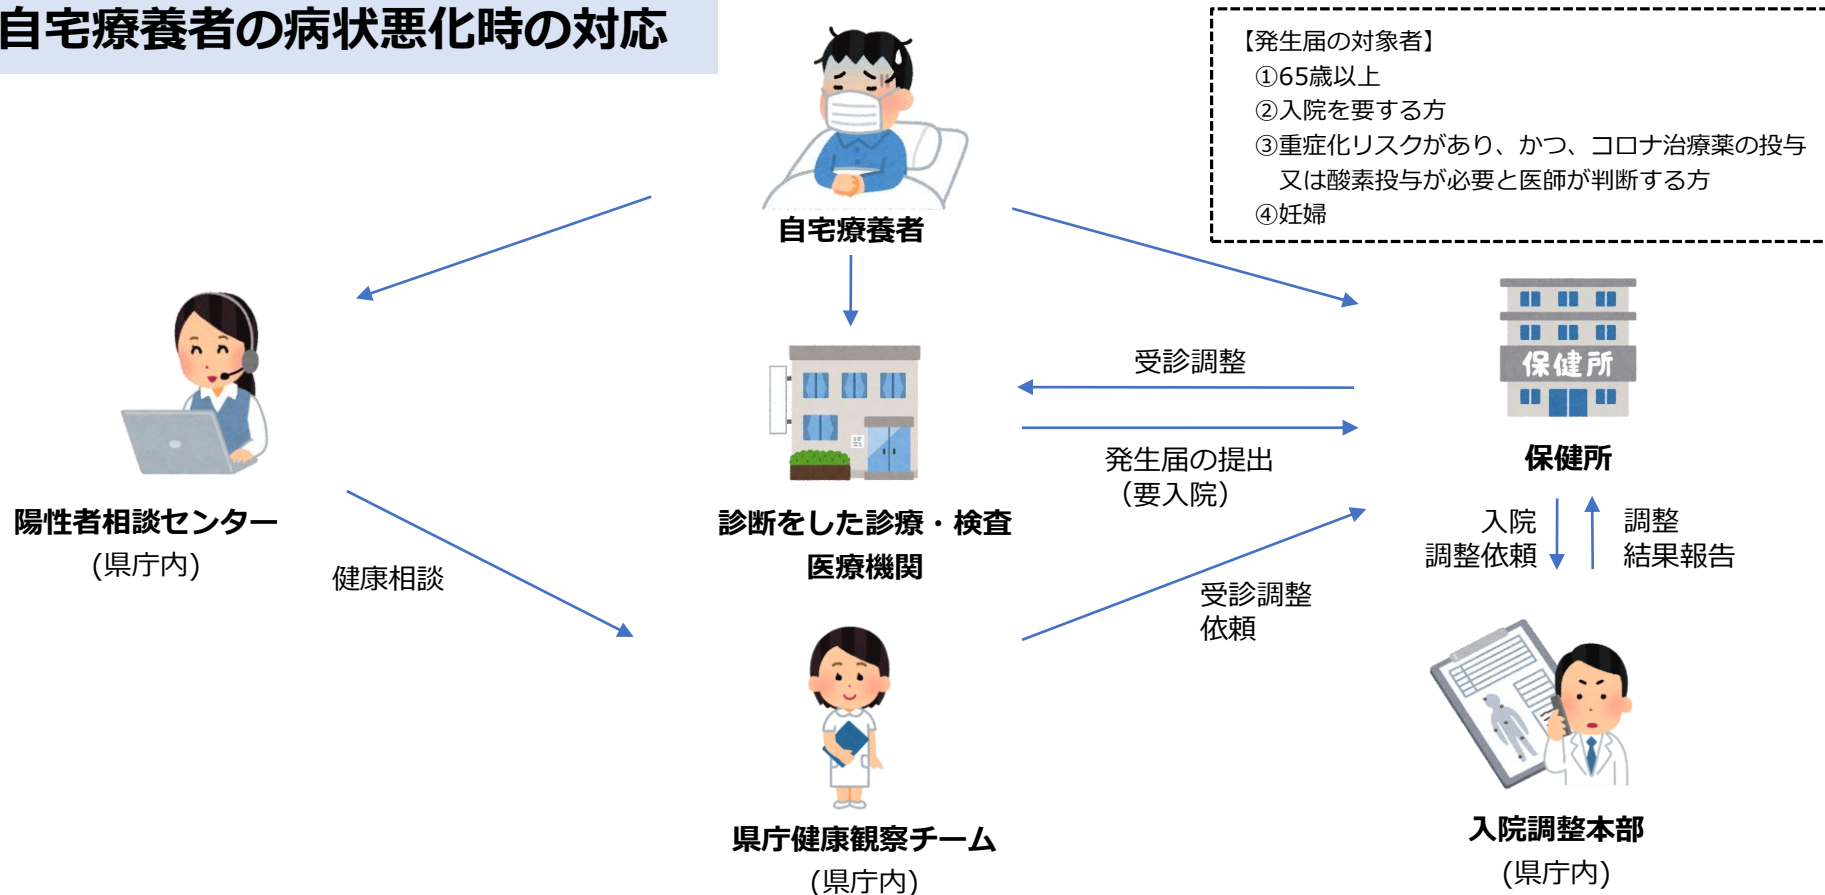 自宅療養者の病状悪化時の対応
【発生届の対象者】
①65歳以上
②入院を要する方
③重症化リスクがあり、かつ、コロナ治療薬の投与
又は酸素投与が必要と医師が判断する方
④妊婦
自宅療養者
保健所
受診調整
発生届の提出
（要入院）
保健所
陽性者相談センター
(県庁内)
健康相談
診断をした診療・検査
医療機関
入院
調整依頼
調整
結果報告
受診調整
依頼
県庁健康観察チーム
(県庁内)
入院調整本部
(県庁内)